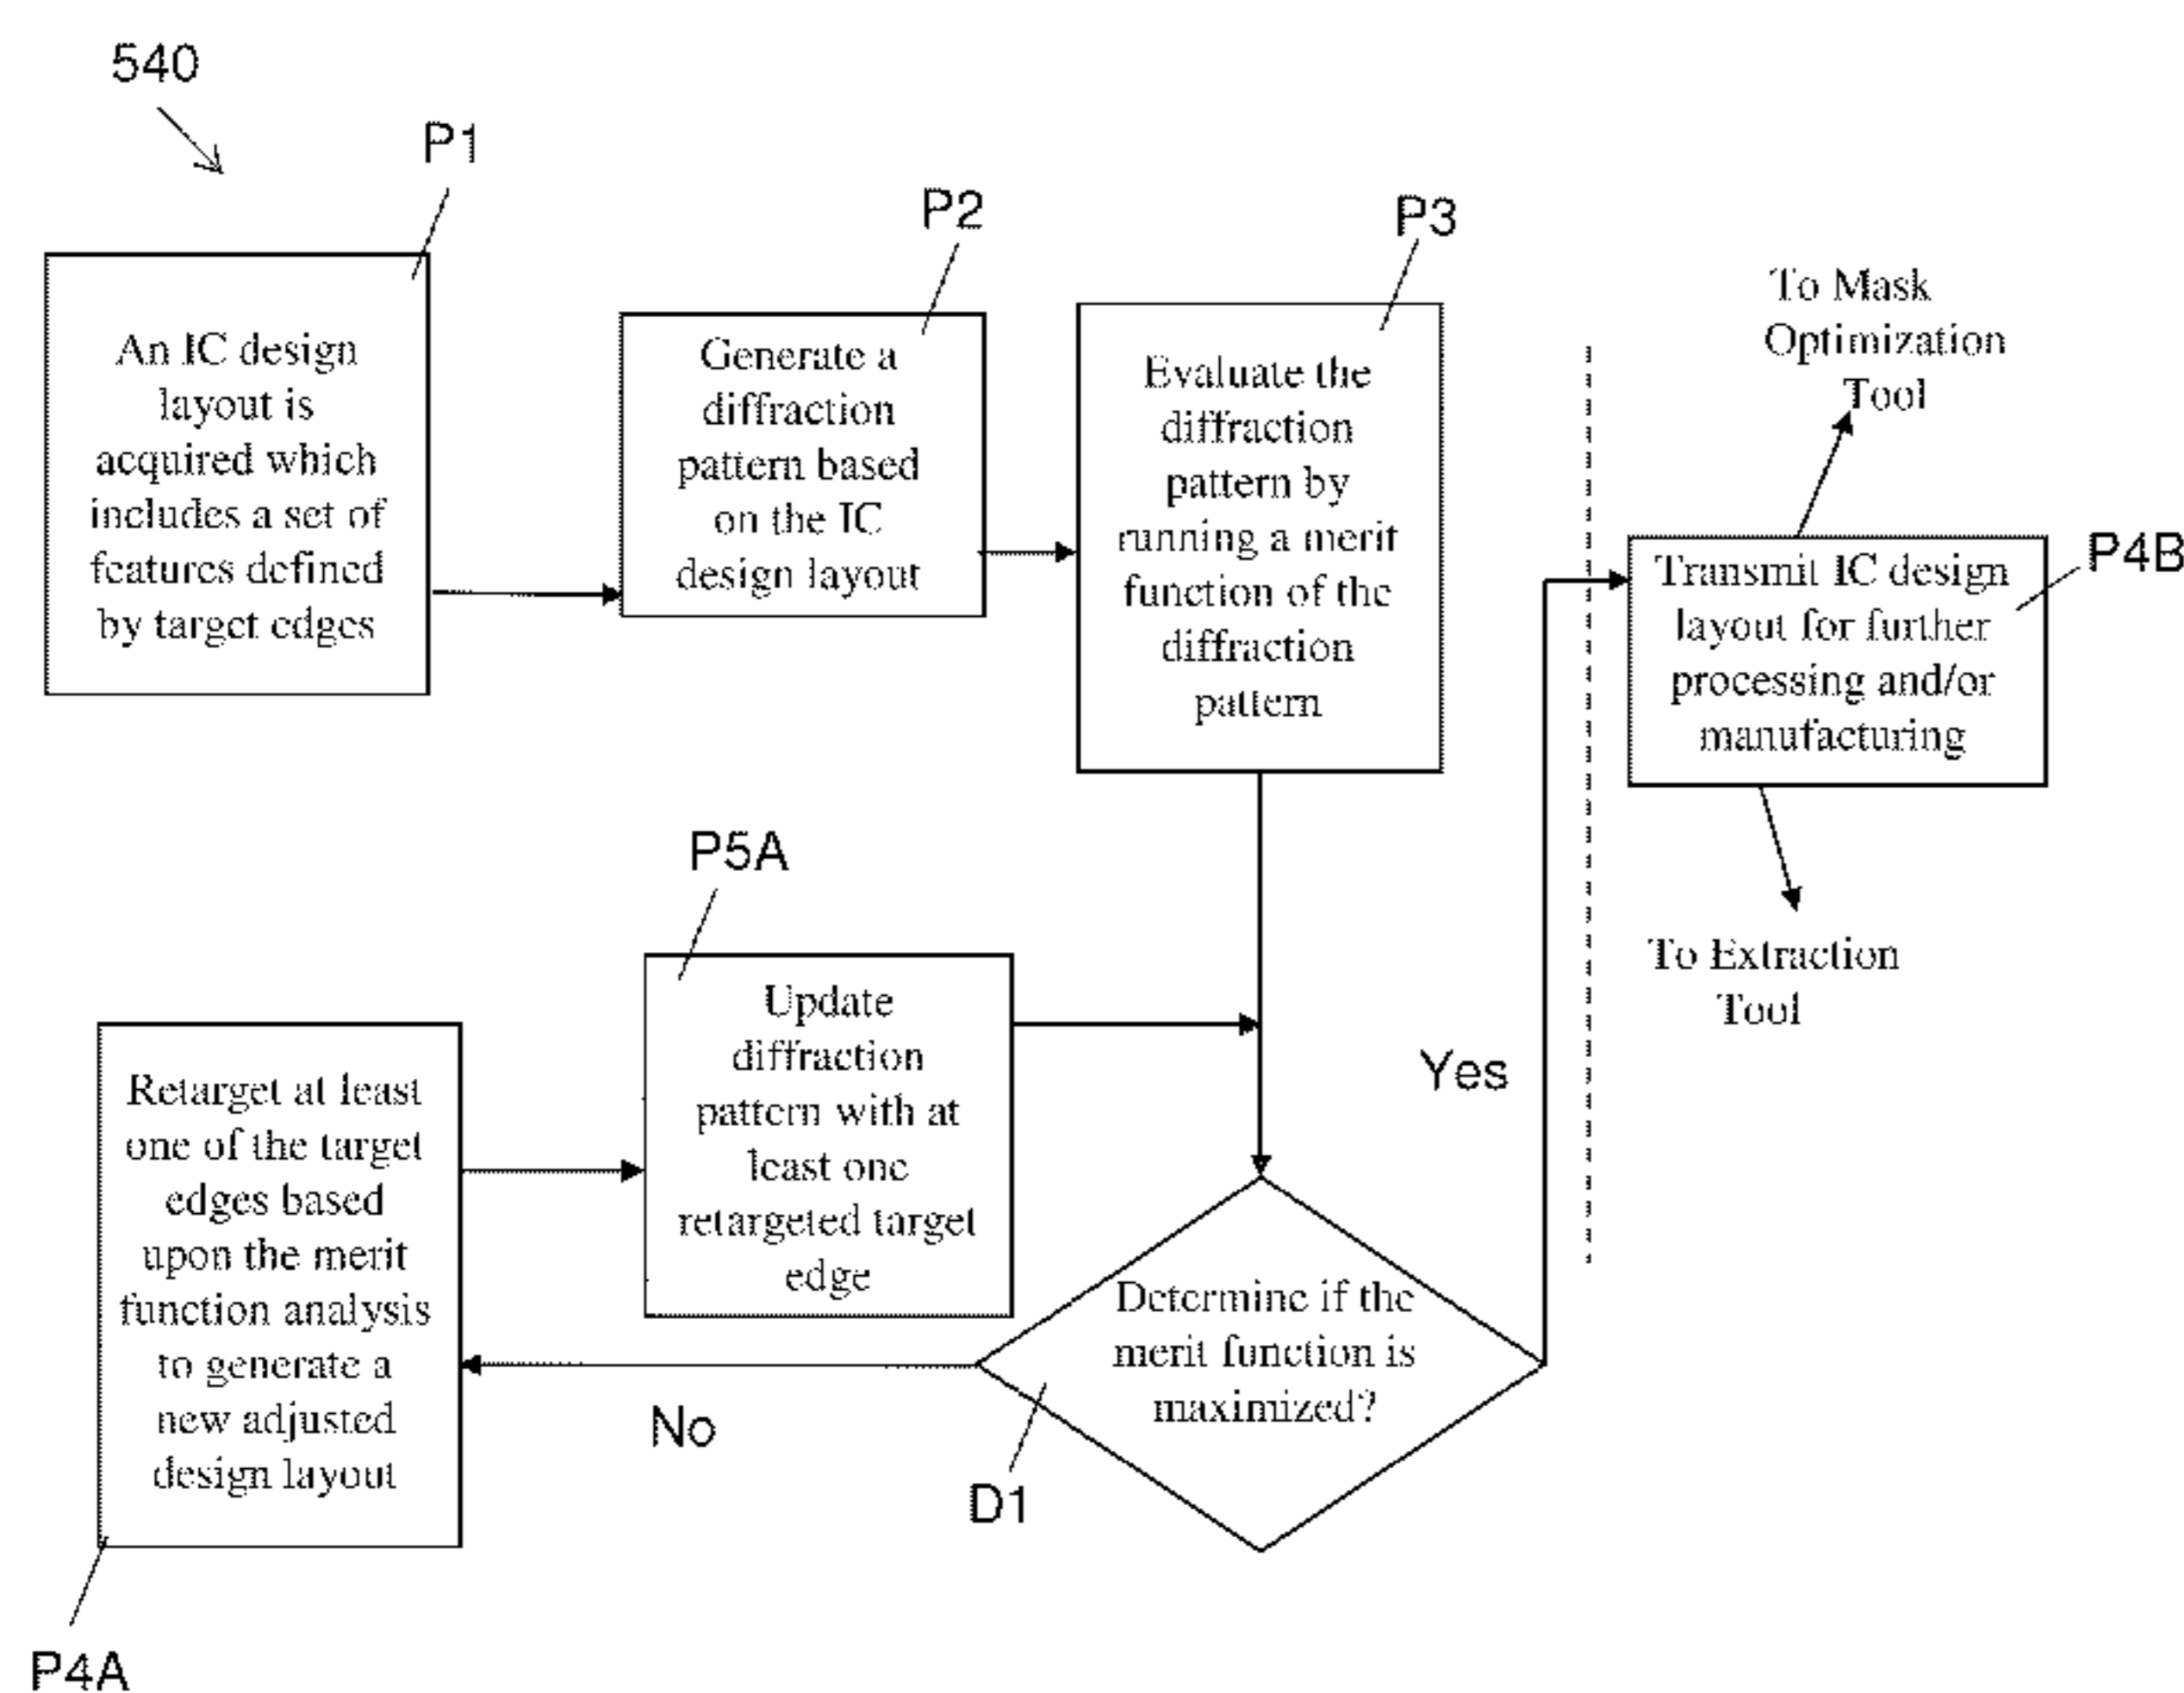 540
P1
An IC design
layout is
acquired which
includes a set of
features defined
by target edges
P2
Generate a
diffraction
pattern based
on the IC
design layout
P3
Evaluate the
diffraction
pattern by
running a merit
function of the
diffraction
pattern
To Mask
Optimization
Tool
P4B
Transmit IC design
layout for further
processing and/or
manufacturing
To Extraction
Tool
P5A
Update
diffraction
pattern with at
least one
retargeted target
edge
Yes
Retarget at least
one of the target
edges based
upon the merit
function analysis
to generate a
new adjusted
design layout
P4A
No
Determine if the
merit function is
maximized?
D1